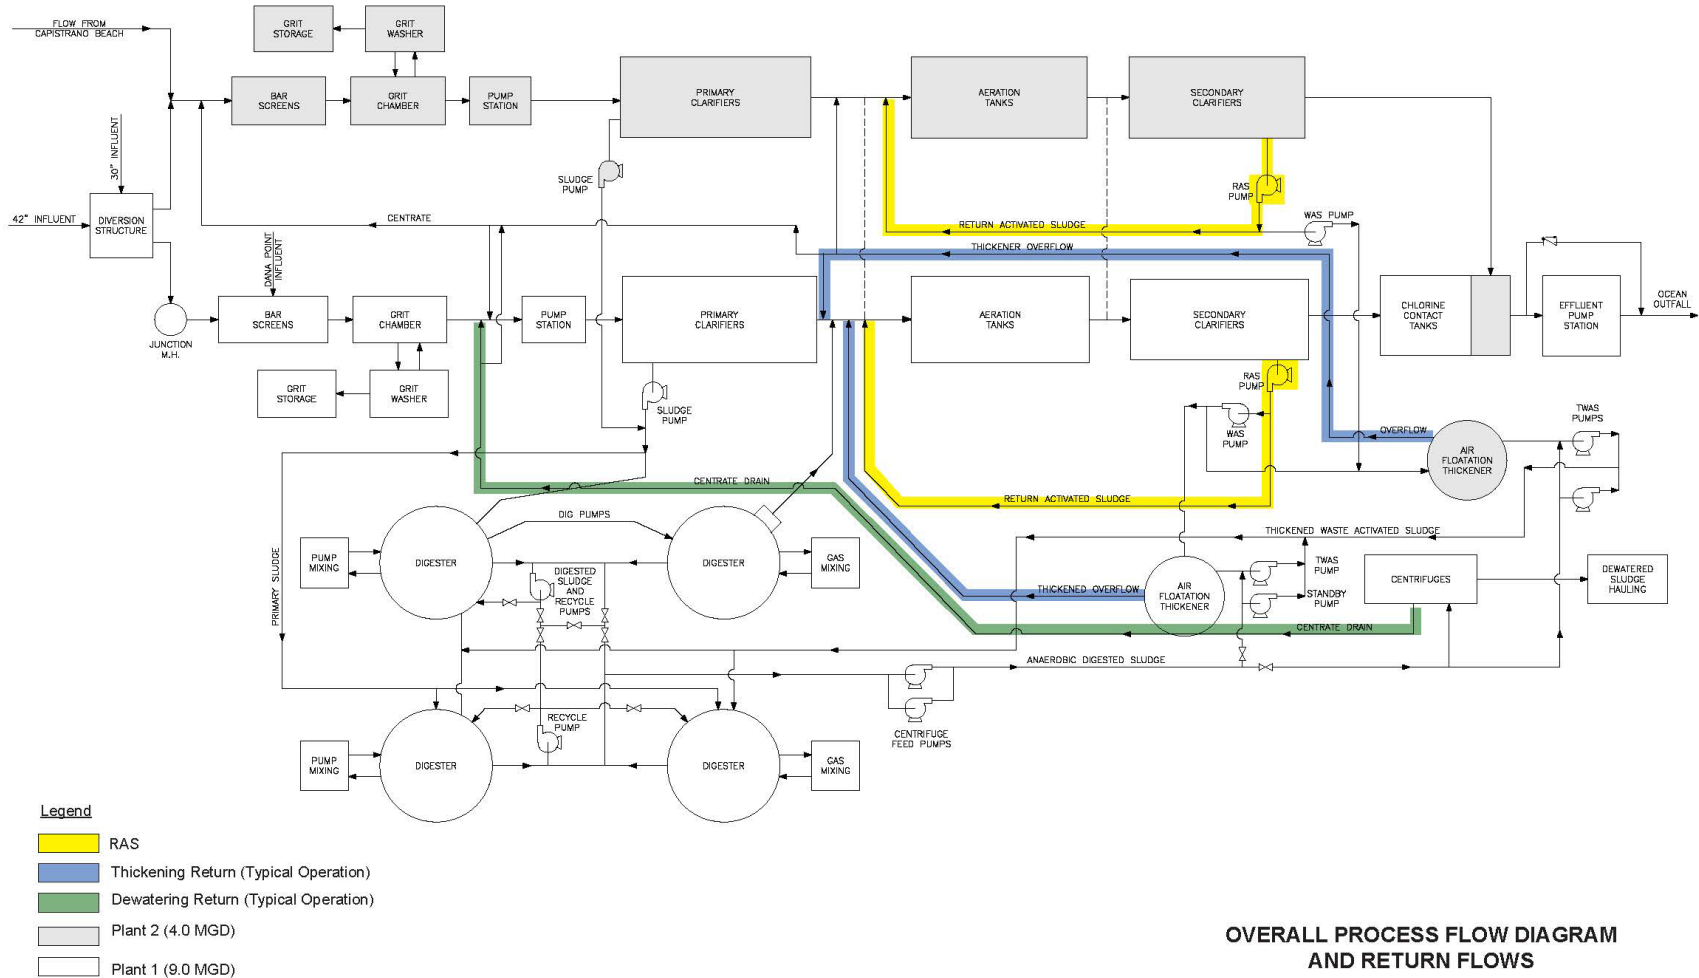 FLOW FROM
CAPISTRANO BEACH
GRIT
STORAGE
GRIT
WASHER
BAR
SCREENS
GRIT
CHAMBER
PUMP
STATION
PRIMARY
CLARIFIERS
AERATION
TANKS
SECONDARY
CLARIFIERS
30" INFLUENT
42" INFLUENT
DIVERSION
STRUCTURE
SLUDGE
PUMP
RAS
PUMP
CENTRATE
RETURN ACTIVATED SLUDGE
WAS PUMP
THICKENER OVERFLOW
DANA POINT
INFLUENT
JUNCTION
M.H.
BAR
SCREENS
GRIT
CHAMBER
PUMP
STATION
PRIMARY
CLARIFIERS
AERATION
TANKS
SECONDARY
CLARIFIERS
CHLORINE
CONTACT
TANKS
EFFLUENT
PUMP
STATION
OCEAN
OUTFALL
GRIT
STORAGE
GRIT
WASHER
SLUDGE
PUMP
RAS
PUMP
WAS
PUMP
OVERFLOW
TWAS
PUMPS
AIR
FLOATATION
THICKENER
CENTRATE DRAIN
RETURN ACTIVATED SLUDGE
DIG PUMPS
THICKENED WASTE ACTIVATED SLUDGE
PRIMARY SLUDGE
PUMP
MIXING
DIGESTER
DIGESTED
SLUDGE
AND
RECYCLE
PUMPS
DIGESTER
GAS
MIXING
THICKENED OVERFLOW
AIR
FLOATATION
THICKENER
TWAS
PUMP
STANDBY
PUMP
CENTRIFUGES
DEWATERED
SLUDGE
HAULING
CENTRATE DRAIN
ANAEROBIC DIGESTED SLUDGE
CENTRIFUGE
FEED PUMPS
RECYCLE
PUMP
PUMP
MIXING
DIGESTER
DIGESTER
GAS
MIXING
Legend
RAS
Thickening Return (Typical Operation)
Dewatering Return (Typical Operation)
Plant 2 (4.0 MGD)
Plant 1 (9.0 MGD)
OVERALL PROCESS FLOW DIAGRAM
AND RETURN FLOWS